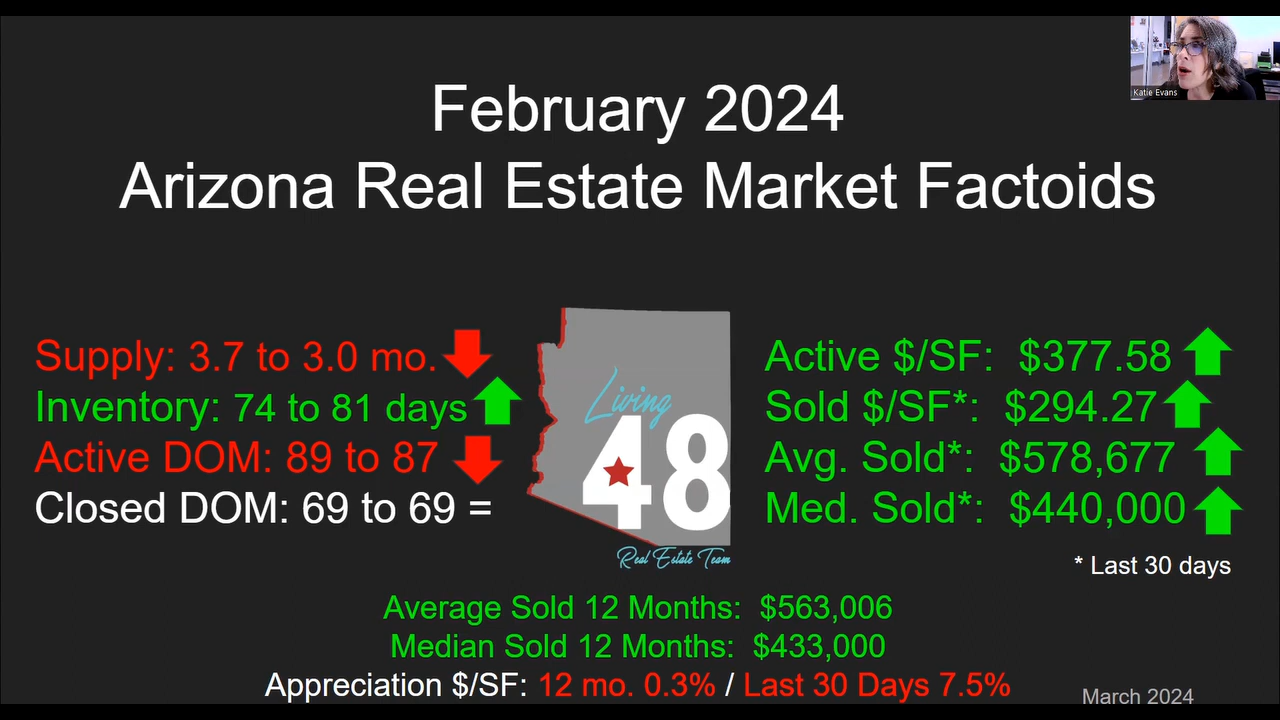 Katie Evans
February 2024
Arizona Real Estate Market Factoids
Supply: 3.7 to 3.0 mo.
Inventory: 74 to 81 days
Active DOM: 89 to 87
Closed DOM: 69 to 69 =
Living
48
Real Estate Team
Active $/SF: $377.58
Sold $/SF*: $294.27
Avg. Sold*: $578,677
Med. Sold*: $440,000
* Last 30 days
Average Sold 12 Months: $563,006
Median Sold 12 Months: $433,000
Appreciation $/SF: 12 mo. 0.3% / Last 30 Days 7.5%
March 2024